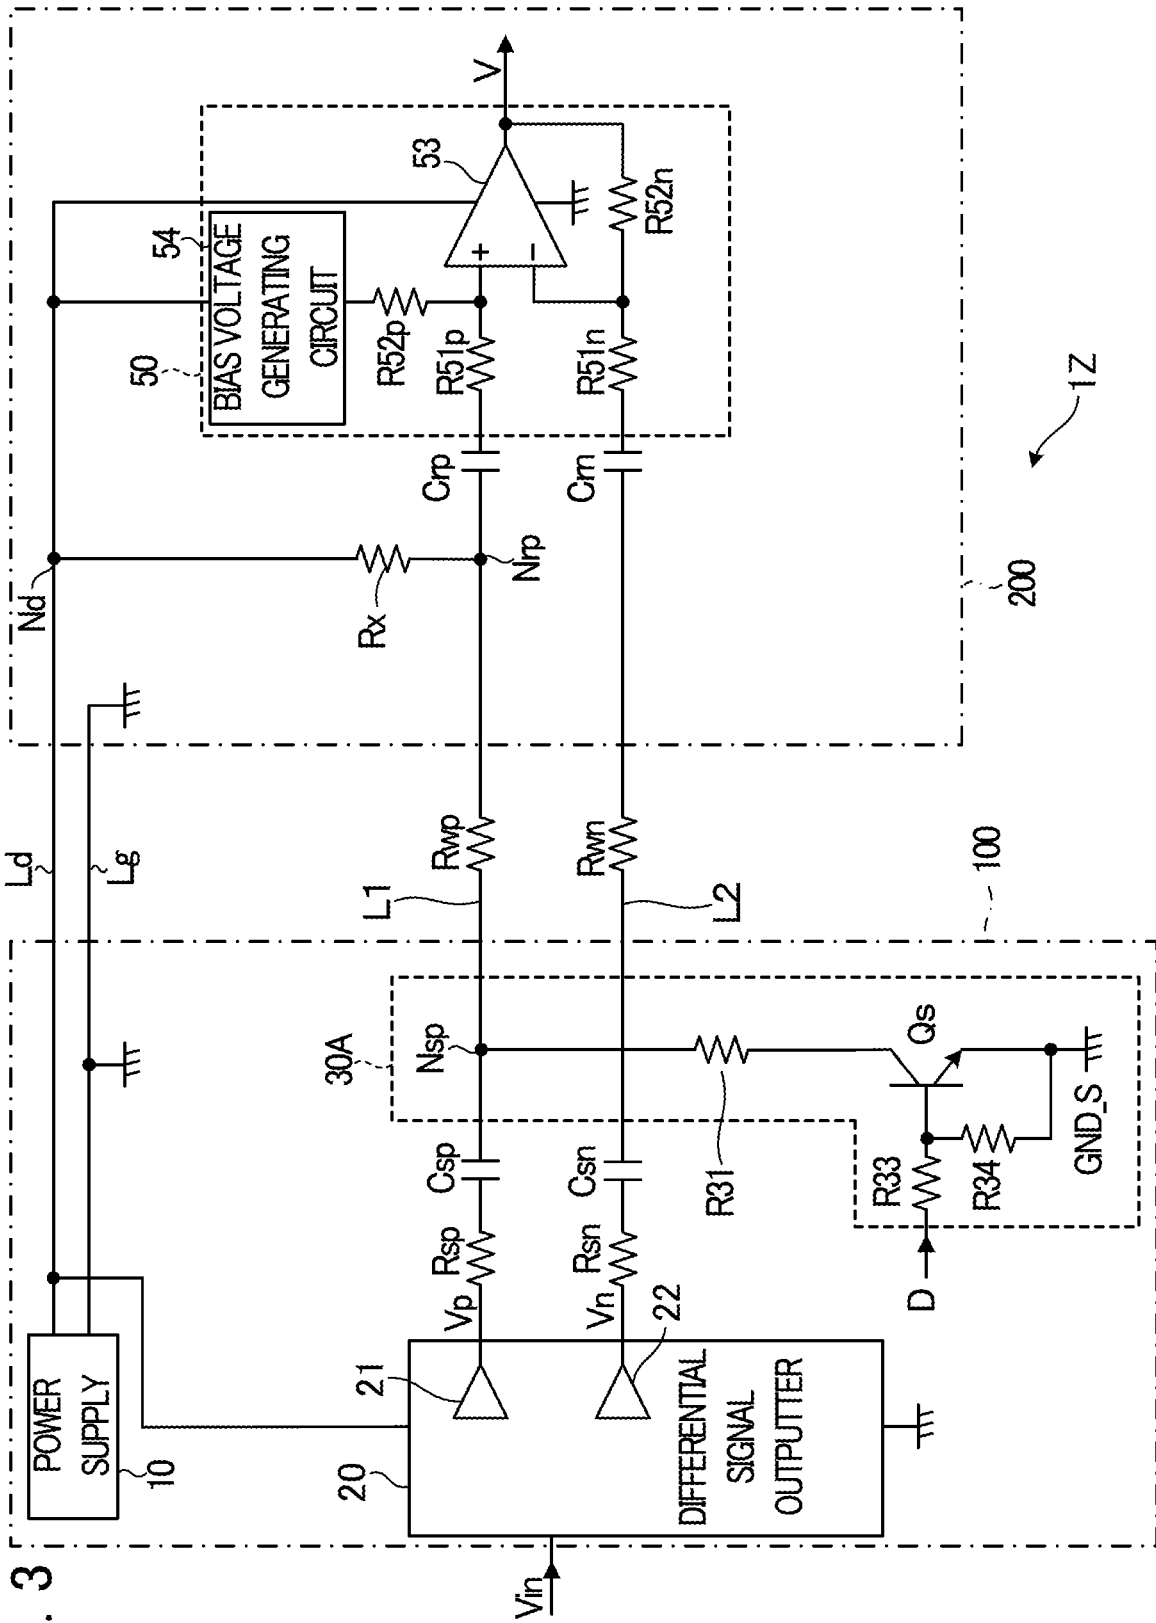 . 3
POWER
SUPPLY
10
Ld
Lg
Nd
20
21
22
Vin
Vp
Vn
DIFFERENTIAL
SIGNAL
OUTPUTTER
Rsp
Rsn
Csp
Csn
30A
Nsp
R31
Qs
R33
R34
D
GND_S
100
L1
L2
Rwp
Rwn
Rx
Nrp
Crp
Crn
200
50
54
BIAS VOLTAGE
GENERATING
CIRCUIT
R52p
R51p
R51n
R52n
53
+
−
V
1Z